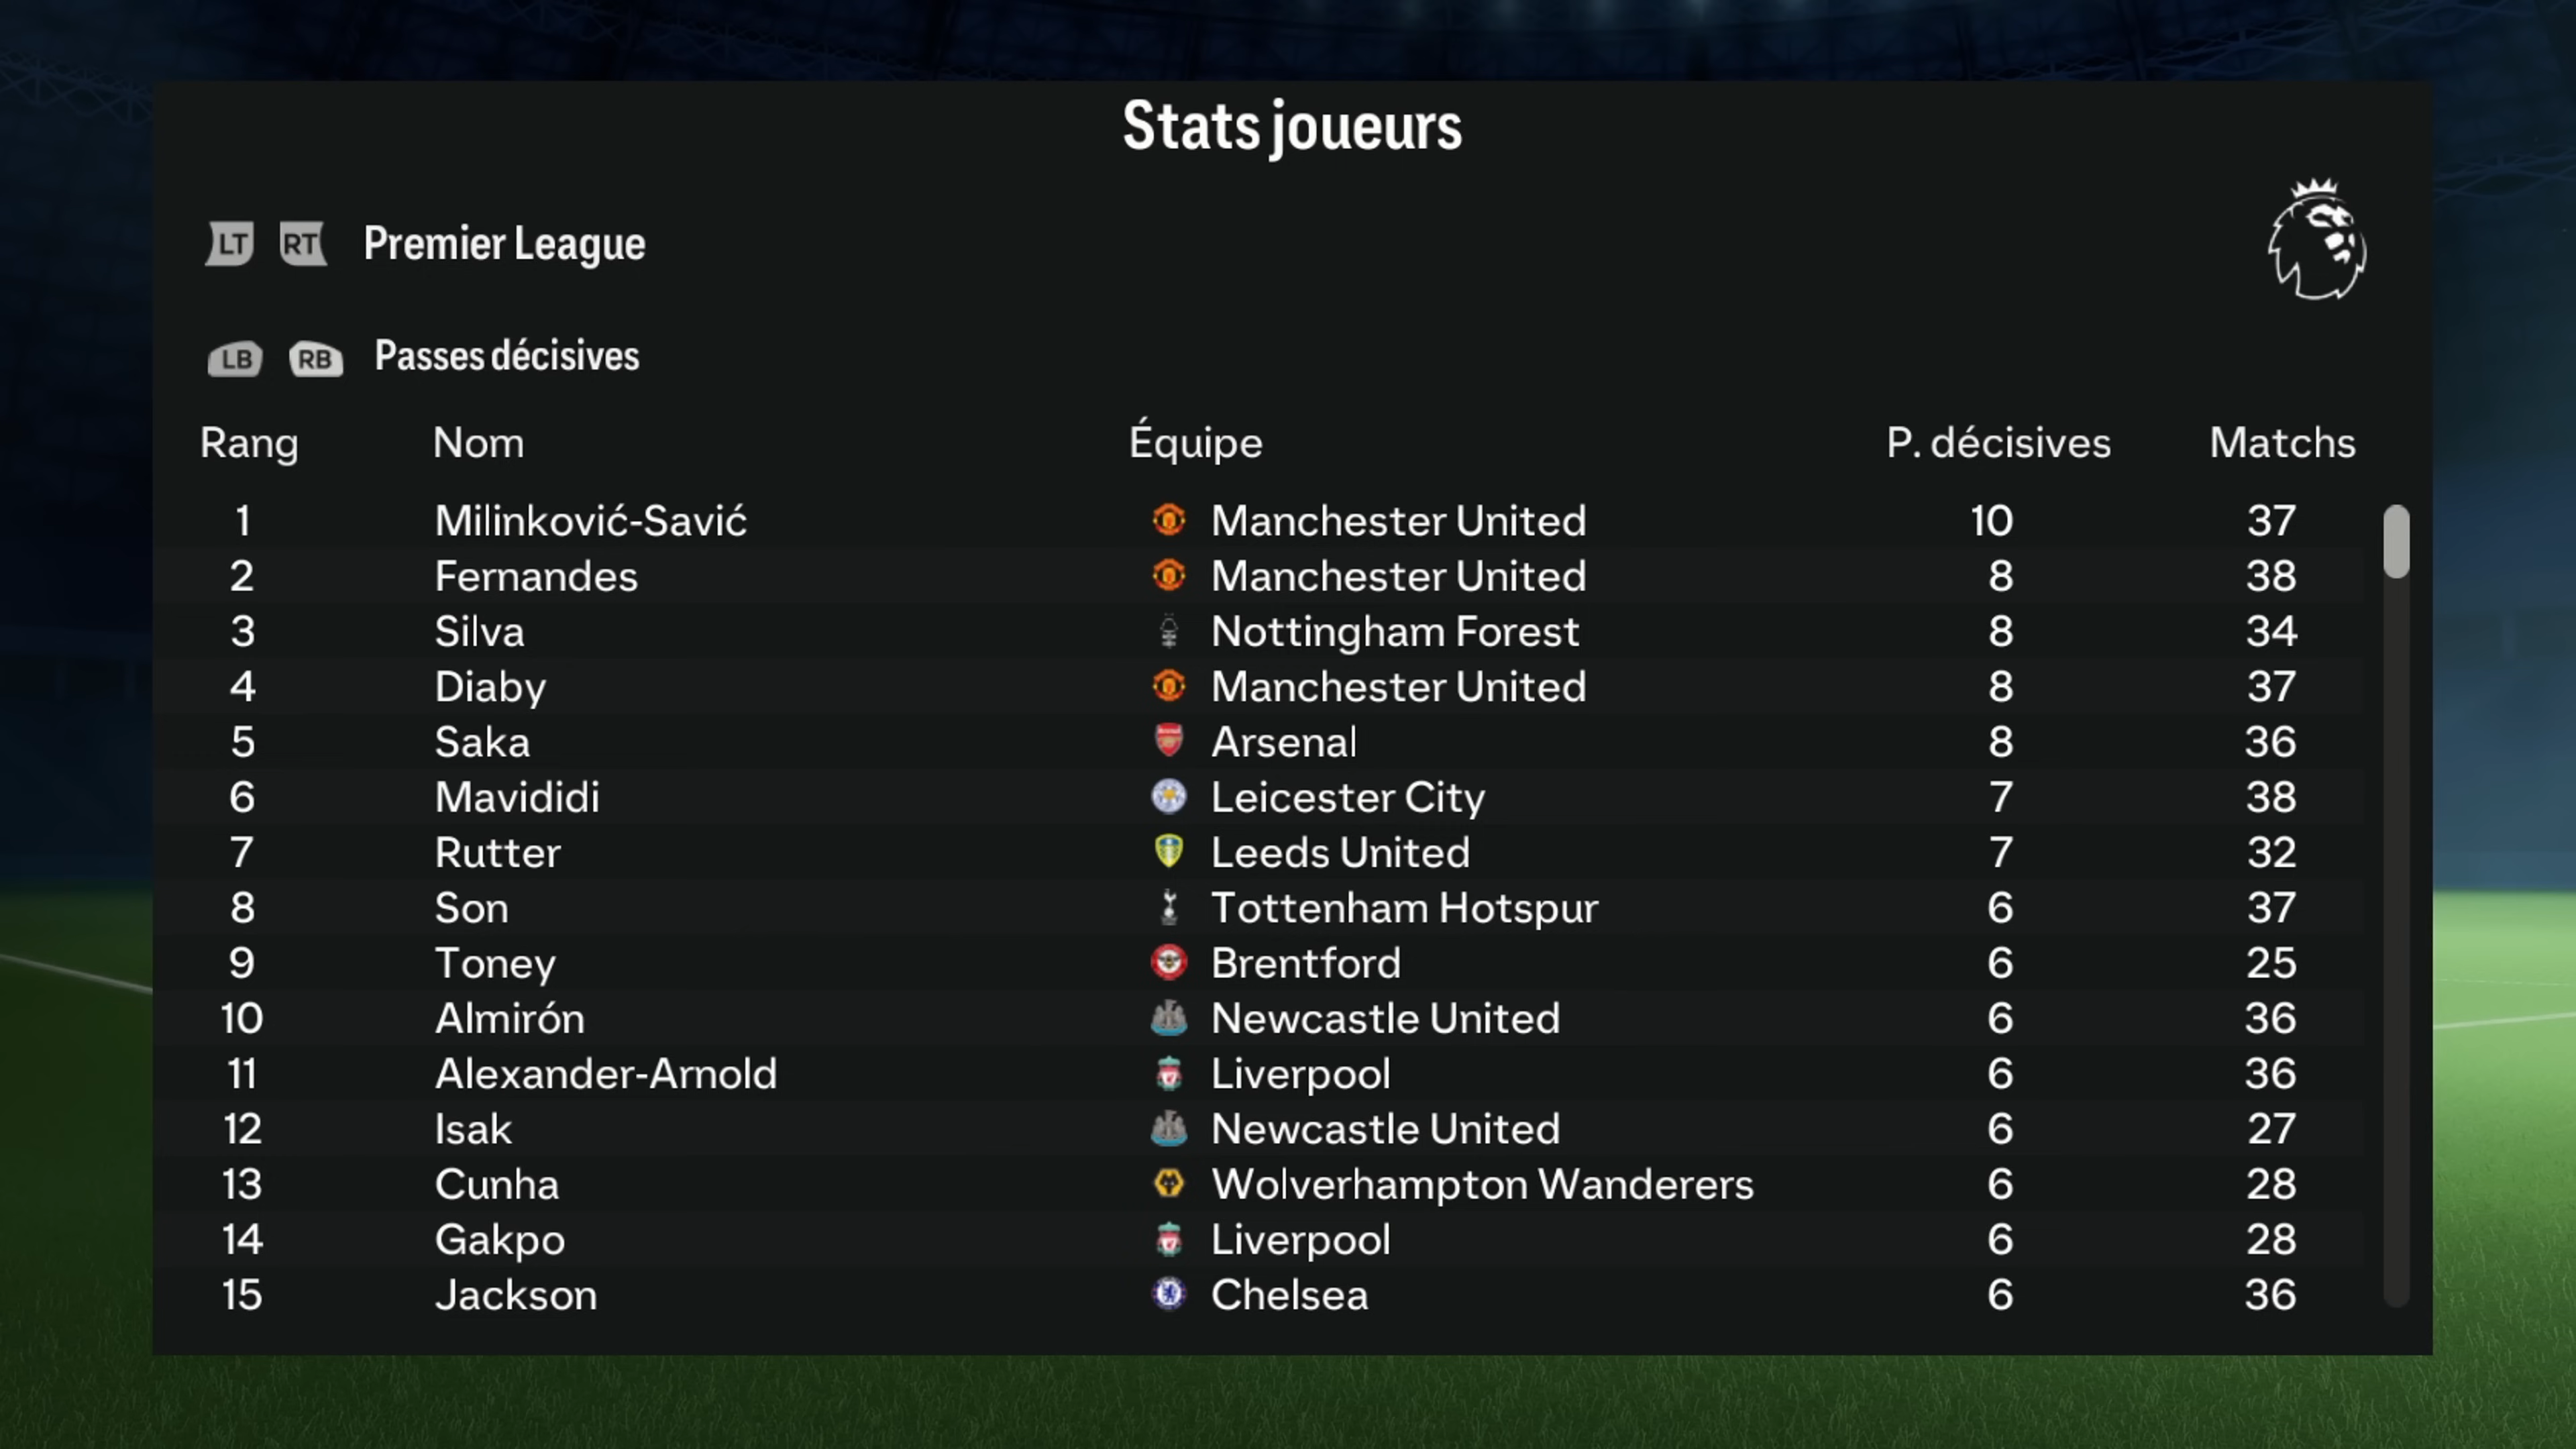 Stats joueurs
LT RT Premier League
LB RB Passes décisives
Rang Nom Équipe P. décisives Matchs
1 Milinković-Savić Manchester United 10 37
2 Fernandes Manchester United 8 38
3 Silva Nottingham Forest 8 34
4 Diaby Manchester United 8 37
5 Saka Arsenal 8 36
6 Mavididi Leicester City 7 38
7 Rutter Leeds United 7 32
8 Son Tottenham Hotspur 6 37
9 Toney Brentford 6 25
10 Almirón Newcastle United 6 36
11 Alexander-Arnold Liverpool 6 36
12 Isak Newcastle United 6 27
13 Cunha Wolverhampton Wanderers 6 28
14 Gakpo Liverpool 6 28
15 Jackson Chelsea 6 36